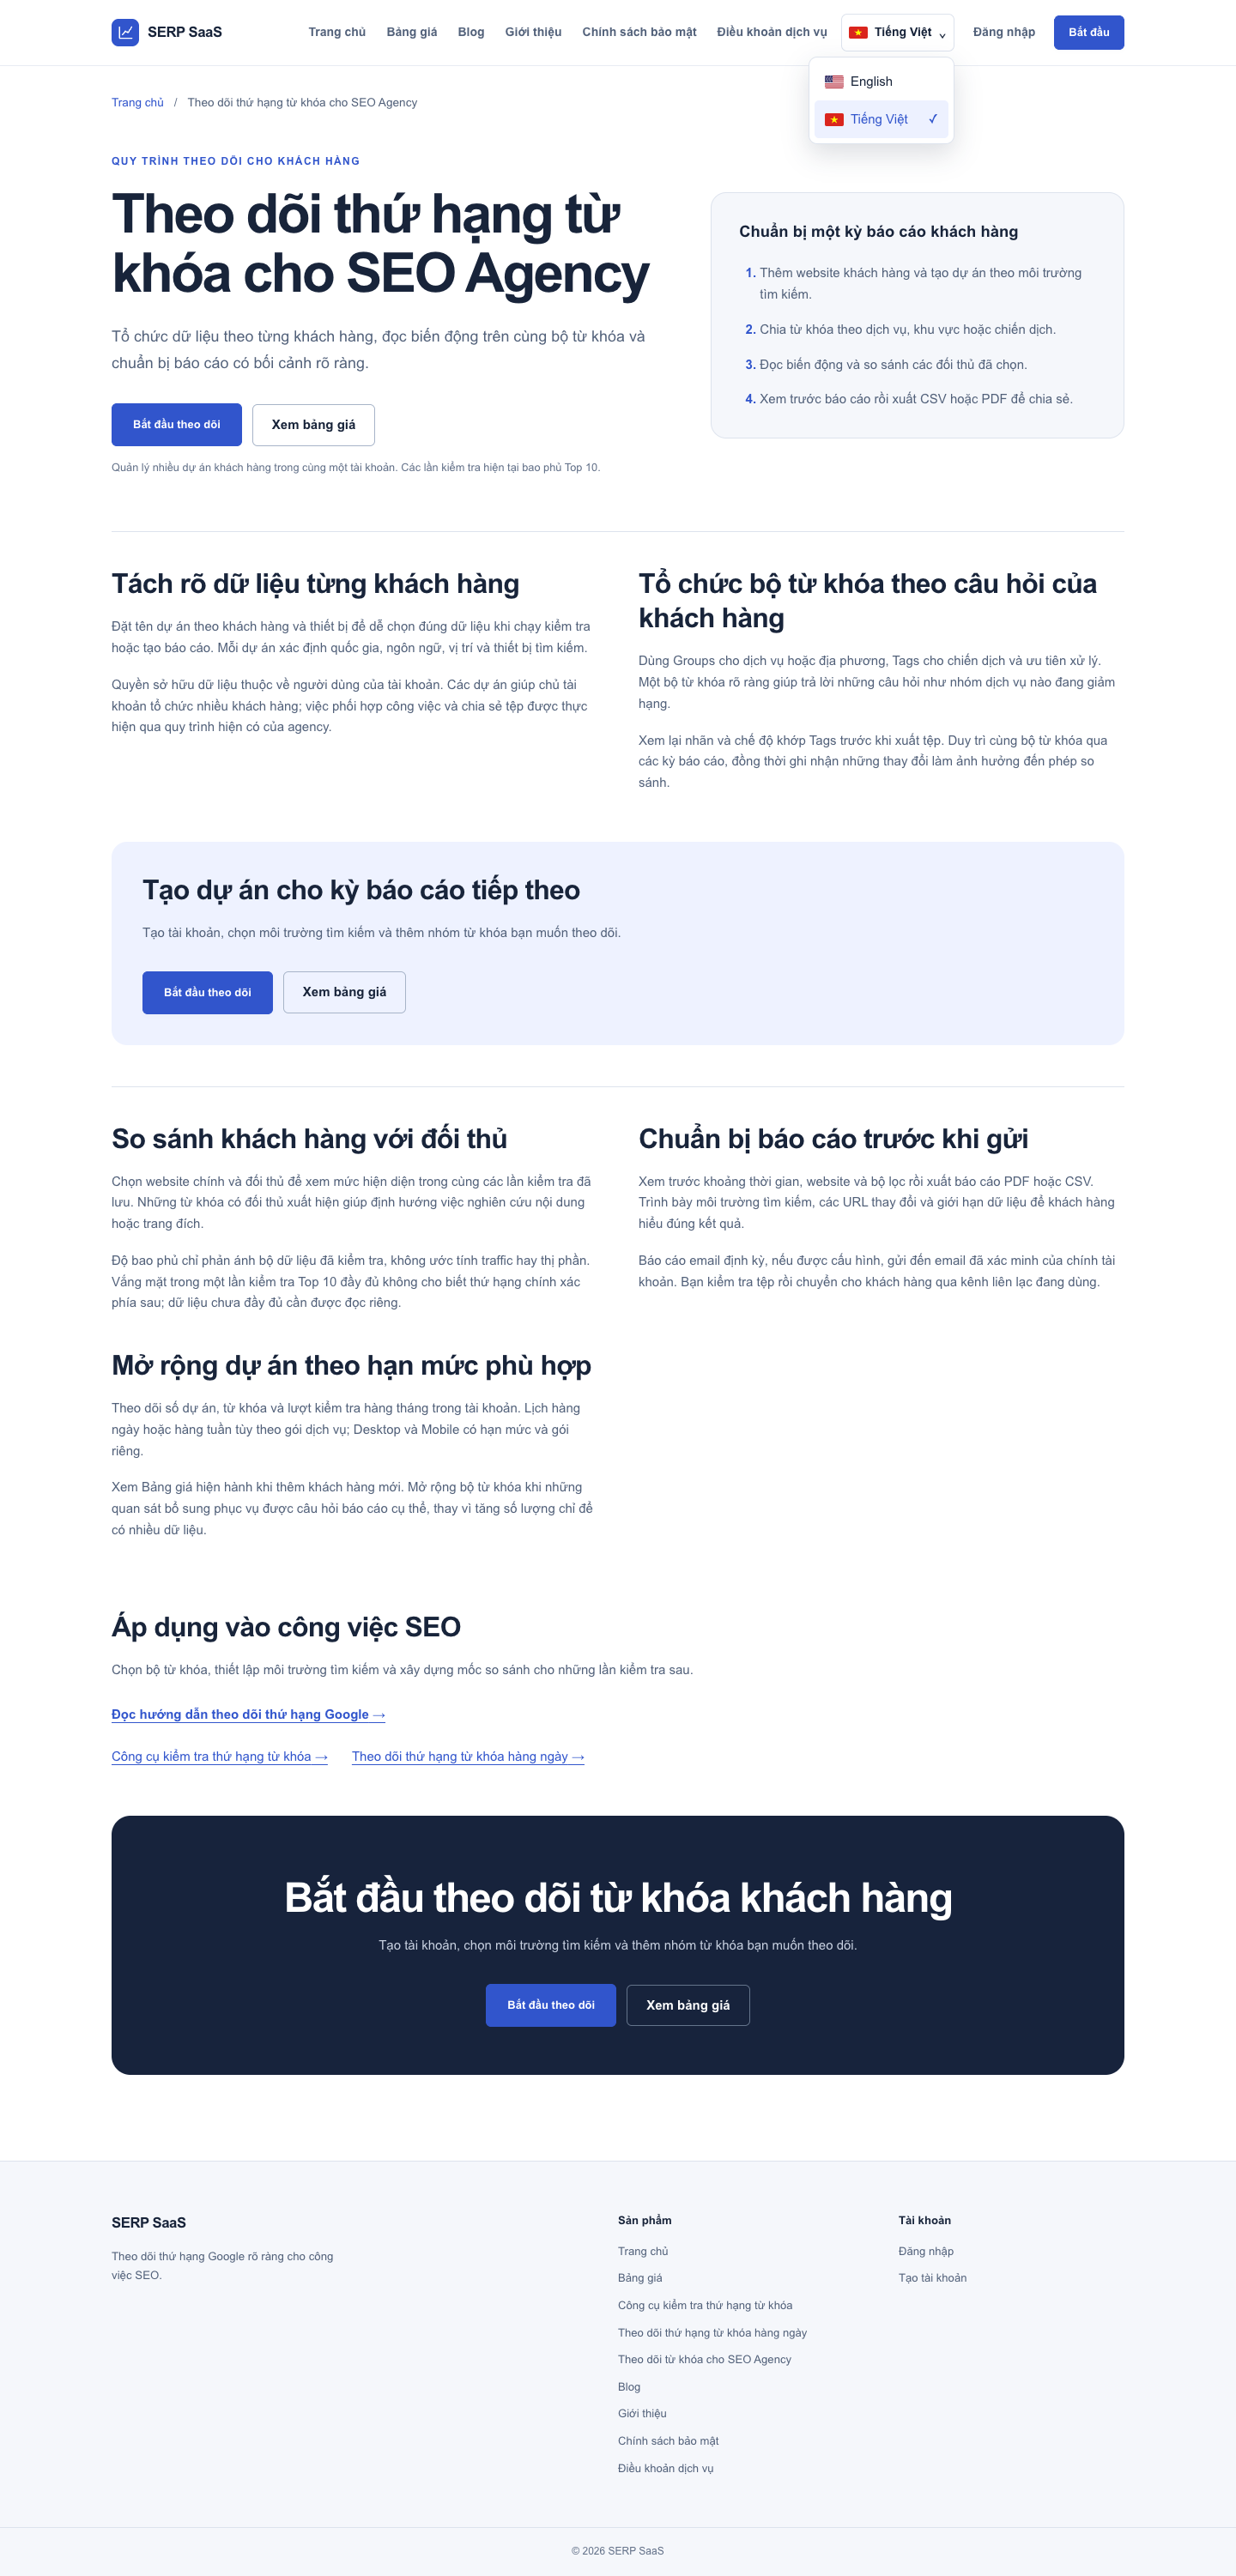 SERP SaaS
Trang chủ
Bảng giá
Blog
Giới thiệu
Chính sách bảo mật
Điều khoản dịch vụ
Tiếng Việt
Đăng nhập
Bắt đầu
English
Tiếng Việt ✓
Trang chủ / Theo dõi thứ hạng từ khóa cho SEO Agency
QUY TRÌNH THEO DÕI CHO KHÁCH HÀNG
Theo dõi thứ hạng từ
khóa cho SEO Agency
Tổ chức dữ liệu theo từng khách hàng, đọc biến động trên cùng bộ từ khóa và
chuẩn bị báo cáo có bối cảnh rõ ràng.
Bắt đầu theo dõi
Xem bảng giá
Quản lý nhiều dự án khách hàng trong cùng một tài khoản. Các lần kiểm tra hiện tại bao phủ Top 10.
Chuẩn bị một kỳ báo cáo khách hàng
1. Thêm website khách hàng và tạo dự án theo môi trường
tìm kiếm.
2. Chia từ khóa theo dịch vụ, khu vực hoặc chiến dịch.
3. Đọc biến động và so sánh các đối thủ đã chọn.
4. Xem trước báo cáo rồi xuất CSV hoặc PDF để chia sẻ.
Tách rõ dữ liệu từng khách hàng
Đặt tên dự án theo khách hàng và thiết bị để dễ chọn đúng dữ liệu khi chạy kiểm tra
hoặc tạo báo cáo. Mỗi dự án xác định quốc gia, ngôn ngữ, vị trí và thiết bị tìm kiếm.
Quyền sở hữu dữ liệu thuộc về người dùng của tài khoản. Các dự án giúp chủ tài
khoản tổ chức nhiều khách hàng; việc phối hợp công việc và chia sẻ tệp được thực
hiện qua quy trình hiện có của agency.
Tổ chức bộ từ khóa theo câu hỏi của
khách hàng
Dùng Groups cho dịch vụ hoặc địa phương, Tags cho chiến dịch và ưu tiên xử lý.
Một bộ từ khóa rõ ràng giúp trả lời những câu hỏi như nhóm dịch vụ nào đang giảm
hạng.
Xem lại nhãn và chế độ khớp Tags trước khi xuất tệp. Duy trì cùng bộ từ khóa qua
các kỳ báo cáo, đồng thời ghi nhận những thay đổi làm ảnh hưởng đến phép so
sánh.
Tạo dự án cho kỳ báo cáo tiếp theo
Tạo tài khoản, chọn môi trường tìm kiếm và thêm nhóm từ khóa bạn muốn theo dõi.
Bắt đầu theo dõi
Xem bảng giá
So sánh khách hàng với đối thủ
Chọn website chính và đối thủ để xem mức hiện diện trong cùng các lần kiểm tra đã
lưu. Những từ khóa có đối thủ xuất hiện giúp định hướng việc nghiên cứu nội dung
hoặc trang đích.
Độ bao phủ chỉ phản ánh bộ dữ liệu đã kiểm tra, không ước tính traffic hay thị phần.
Vắng mặt trong một lần kiểm tra Top 10 đầy đủ không cho biết thứ hạng chính xác
phía sau; dữ liệu chưa đầy đủ cần được đọc riêng.
Chuẩn bị báo cáo trước khi gửi
Xem trước khoảng thời gian, website và bộ lọc rồi xuất báo cáo PDF hoặc CSV.
Trình bày môi trường tìm kiếm, các URL thay đổi và giới hạn dữ liệu để khách hàng
hiểu đúng kết quả.
Báo cáo email định kỳ, nếu được cấu hình, gửi đến email đã xác minh của chính tài
khoản. Bạn kiểm tra tệp rồi chuyển cho khách hàng qua kênh liên lạc đang dùng.
Mở rộng dự án theo hạn mức phù hợp
Theo dõi số dự án, từ khóa và lượt kiểm tra hàng tháng trong tài khoản. Lịch hàng
ngày hoặc hàng tuần tùy theo gói dịch vụ; Desktop và Mobile có hạn mức và gói
riêng.
Xem Bảng giá hiện hành khi thêm khách hàng mới. Mở rộng bộ từ khóa khi những
quan sát bổ sung phục vụ được câu hỏi báo cáo cụ thể, thay vì tăng số lượng chỉ để
có nhiều dữ liệu.
Áp dụng vào công việc SEO
Chọn bộ từ khóa, thiết lập môi trường tìm kiếm và xây dựng mốc so sánh cho những lần kiểm tra sau.
Đọc hướng dẫn theo dõi thứ hạng Google →
Công cụ kiểm tra thứ hạng từ khóa →
Theo dõi thứ hạng từ khóa hàng ngày →
Bắt đầu theo dõi từ khóa khách hàng
Tạo tài khoản, chọn môi trường tìm kiếm và thêm nhóm từ khóa bạn muốn theo dõi.
Bắt đầu theo dõi
Xem bảng giá
SERP SaaS
Theo dõi thứ hạng Google rõ ràng cho công
việc SEO.
Sản phẩm
Trang chủ
Bảng giá
Công cụ kiểm tra thứ hạng từ khóa
Theo dõi thứ hạng từ khóa hàng ngày
Theo dõi từ khóa cho SEO Agency
Blog
Giới thiệu
Chính sách bảo mật
Điều khoản dịch vụ
Tài khoản
Đăng nhập
Tạo tài khoản
© 2026 SERP SaaS